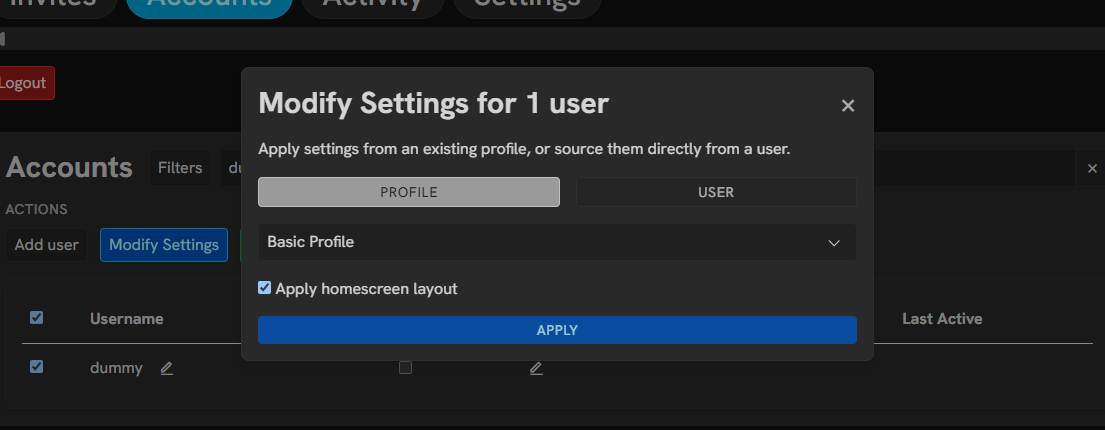 Invites Accounts Activity Settings
Logout
Modify Settings for 1 user
Apply settings from an existing profile, or source them directly from a user.
PROFILE USER
Basic Profile
Apply homescreen layout
APPLY
Accounts Filters
ACTIONS
Add user Modify Settings
Username Last Active
dummy